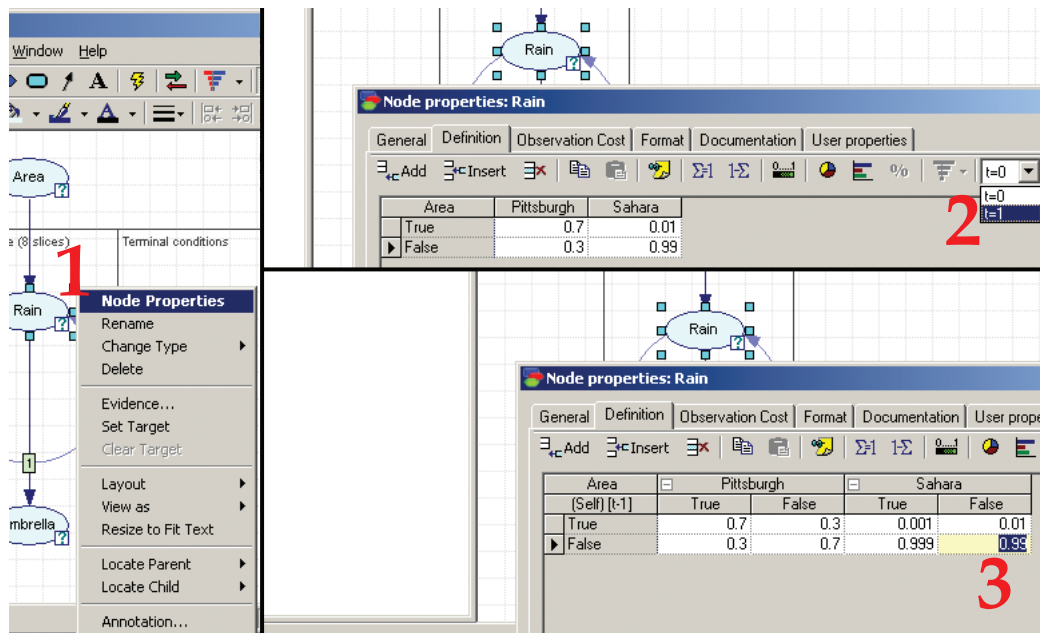 Window Help
A
Area
e (8 slices) Terminal conditions
1
Rain
?
Node Properties
Rename
Change Type
Delete
Evidence...
Set Target
Clear Target
Layout
View as
Resize to Fit Text
Locate Parent
Locate Child
Annotation...
1
mbrella
?
Rain
?
Node properties: Rain
General Definition Observation Cost Format Documentation User properties
Add Insert Σ=1 1-Σ % t=0
t=0
t=1
2
Area Pittsburgh Sahara
True 0.7 0.01
False 0.3 0.99
Rain
?
Node properties: Rain
General Definition Observation Cost Format Documentation User prope
Add Insert Σ=1 1-Σ
Area Pittsburgh Sahara
(Self) [t-1] True False True False
True 0.7 0.3 0.001 0.01
False 0.3 0.7 0.999 0.99
3